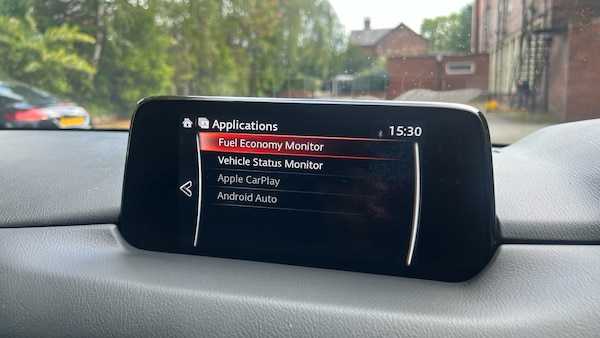 Applications
15:30
Fuel Economy Monitor
Vehicle Status Monitor
Apple CarPlay
Android Auto